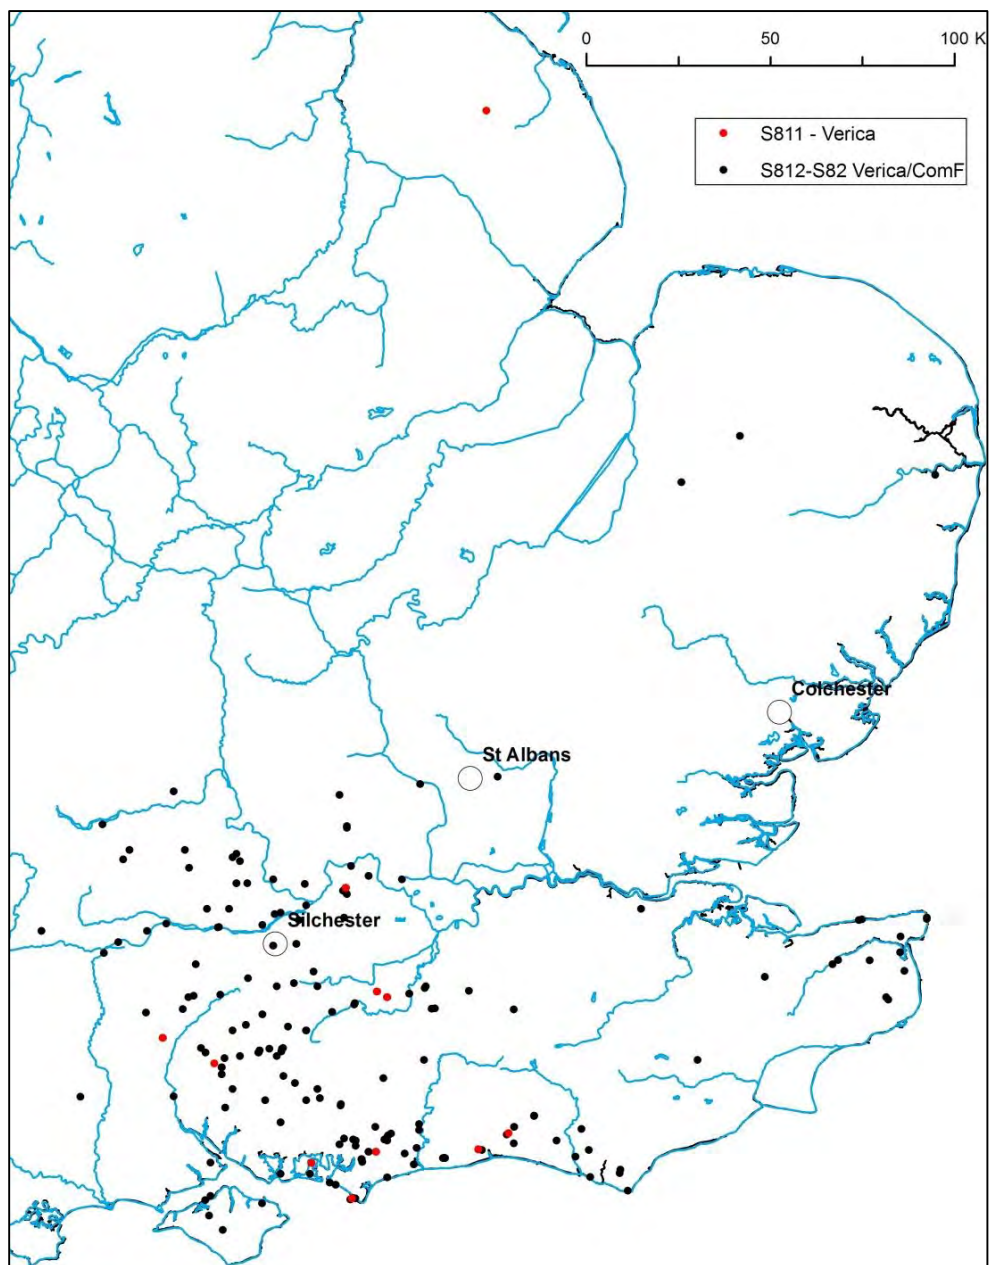 0 50 100 K
S811 - Verica
S812-S82 Verica/ComF
Colchester
St Albans
Silchester